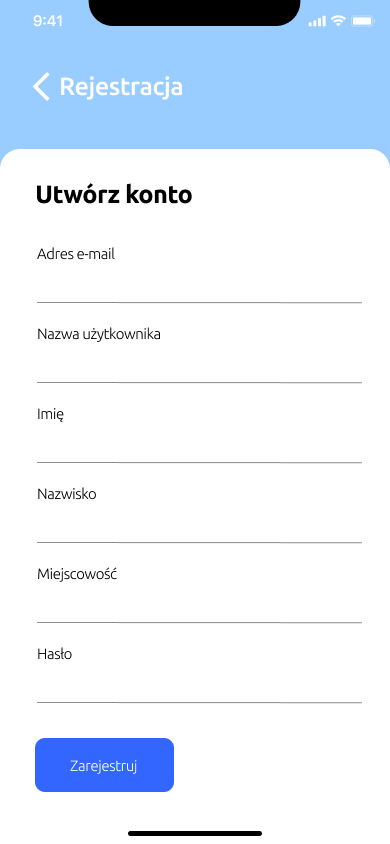 9:41
Rejestracja
Utwórz konto
Adres e-mail
Nazwa użytkownika
Imię
Nazwisko
Miejscowość
Hasło
Zarejestruj